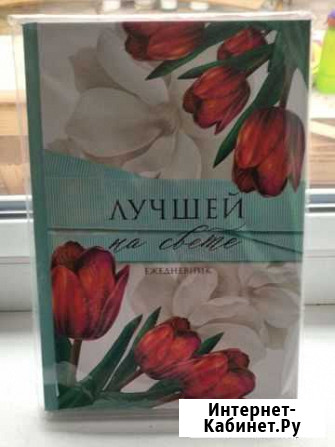 ЛУЧШЕЙ
на свете
ЕЖЕДНЕВНИК
Интернет-
Кабинет.Ру